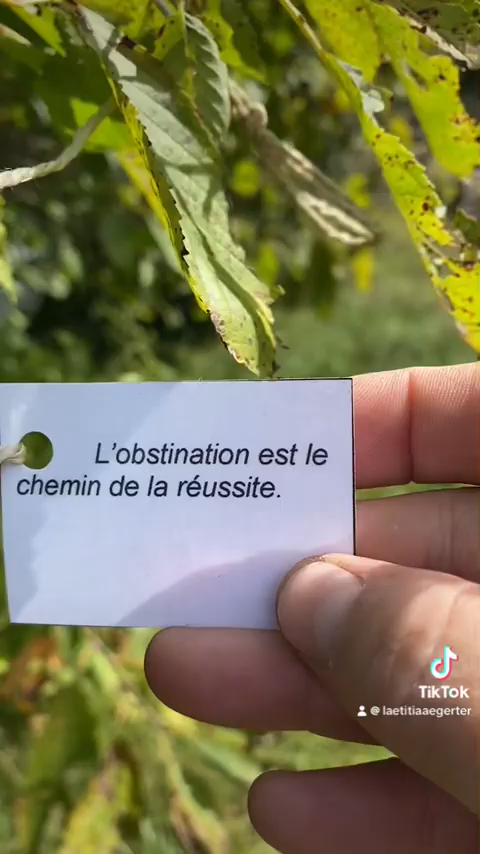 L'obstination est le
chemin de la réussite.
TikTok
@laetitiaaegerter